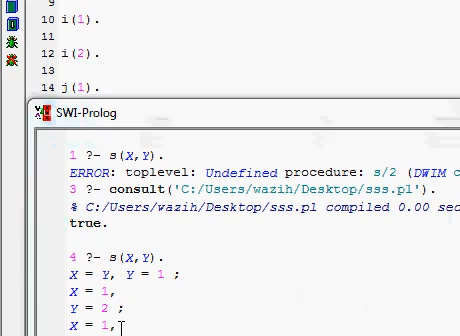 9
10 i(1).
11
12 i(2).
13
14 j(1).
SWI-Prolog
1 ?- s(X,Y).
ERROR: toplevel: Undefined procedure: s/2 (DWIM
3 ?- consult('C:/Users/wazih/Desktop/sss.pl').
% C:/Users/wazih/Desktop/sss.pl compiled 0.00 sec
true.
4 ?- s(X,Y).
X = Y, Y = 1 ;
X = 1,
Y = 2 ;
X = 1,